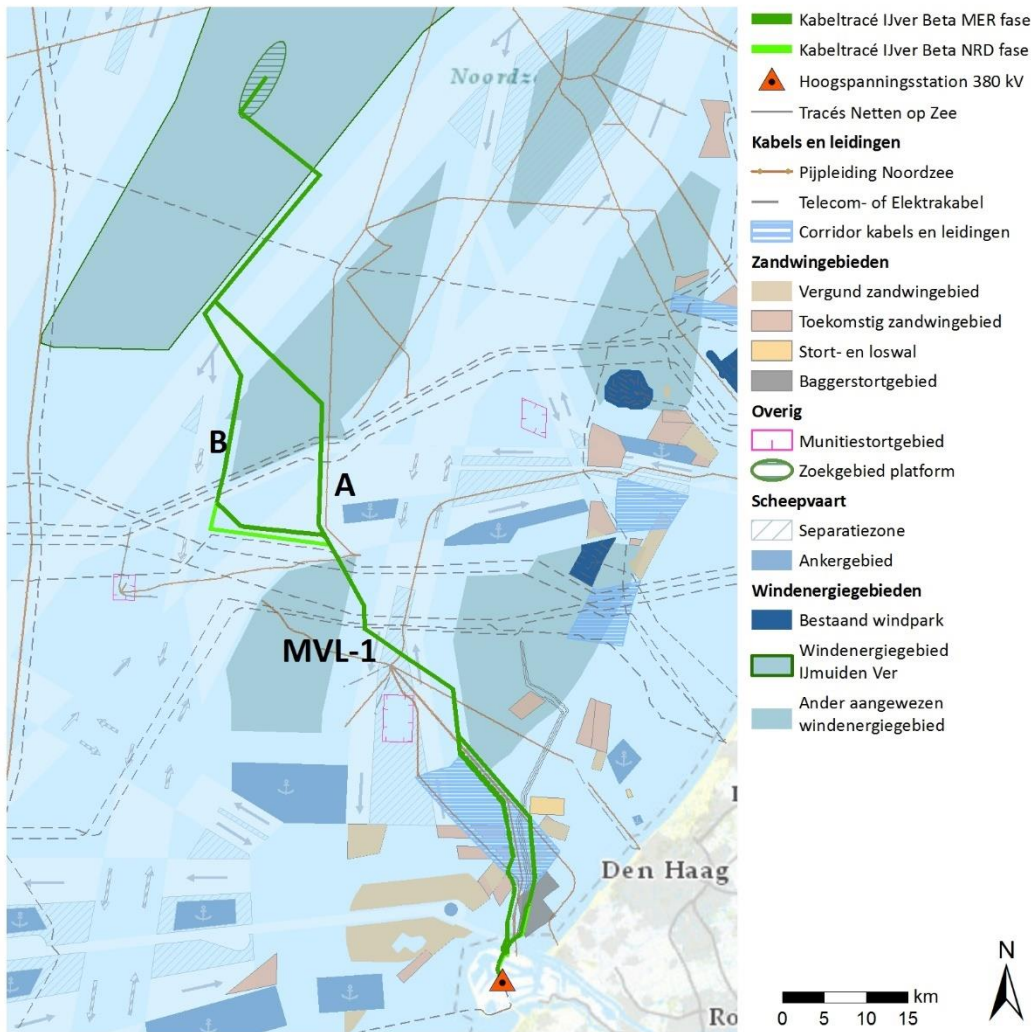 Noordz
B
A
MVL-1
Den Haag
Ro
Kabeltracé IJver Beta MER fase
Kabeltracé IJver Beta NRD fase
Hoogspanningsstation 380 kV
Tracés Netten op Zee
Kabels en leidingen
Pijpleiding Noordzee
Telecom- of Elektrakabel
Corridor kabels en leidingen
Zandwingebieden
Vergund zandwingebied
Toekomstig zandwingebied
Stort- en loswal
Baggerstortgebied
Overig
Munitiestortgebied
Zoekgebied platform
Scheepvaart
Separatiezone
Ankergebied
Windenergiegebieden
Bestaand windpark
Windenergiegebied
IJmuiden Ver
Ander aangewezen
windenergiegebied
N
km
0 5 10 15